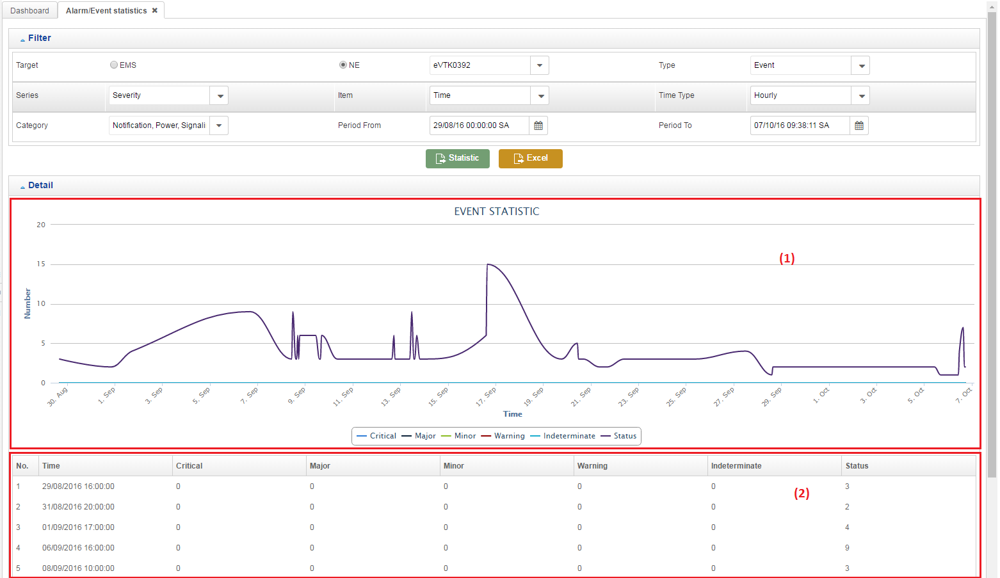 Dashboard Alarm/Event statistics ✖
Filter
Target EMS NE eVTK0392 Type Event
Series Severity Item Time Time Type Hourly
Category Notification, Power, Signali Period From 29/08/16 00:00:00 SA Period To 07/10/16 09:38:11 SA
Statistic Excel
Detail
EVENT STATISTIC
20
15
10
5
0
Number
(1)
30. Aug 1. Sep 3. Sep 5. Sep 7. Sep 9. Sep 11. Sep 13. Sep 15. Sep 17. Sep 19. Sep 21. Sep 23. Sep 25. Sep 27. Sep 29. Sep 1. Oct 3. Oct 5. Oct 7. Oct
Time
Critical Major Minor Warning Indeterminate Status
No. Time Critical Major Minor Warning Indeterminate Status
1 29/08/2016 16:00:00 0 0 0 0 0 3
(2)
2 31/08/2016 20:00:00 0 0 0 0 0 2
3 01/09/2016 17:00:00 0 0 0 0 0 4
4 06/09/2016 16:00:00 0 0 0 0 0 9
5 08/09/2016 10:00:00 0 0 0 0 0 3